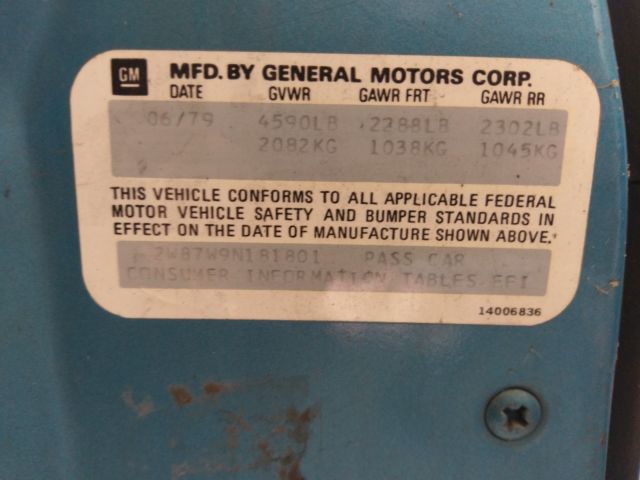 GM MFD. BY GENERAL MOTORS CORP.
DATE GVWR GAWR FRT GAWR RR
06/79 4590LB 2288LB 2302LB
2082KG 1038KG 1045KG
THIS VEHICLE CONFORMS TO ALL APPLICABLE FEDERAL
MOTOR VEHICLE SAFETY AND BUMPER STANDARDS IN
EFFECT ON THE DATE OF MANUFACTURE SHOWN ABOVE.
2W87W9N181801 PASS CAR
CONSUMER INFORMATION TABLES EFI
14006836